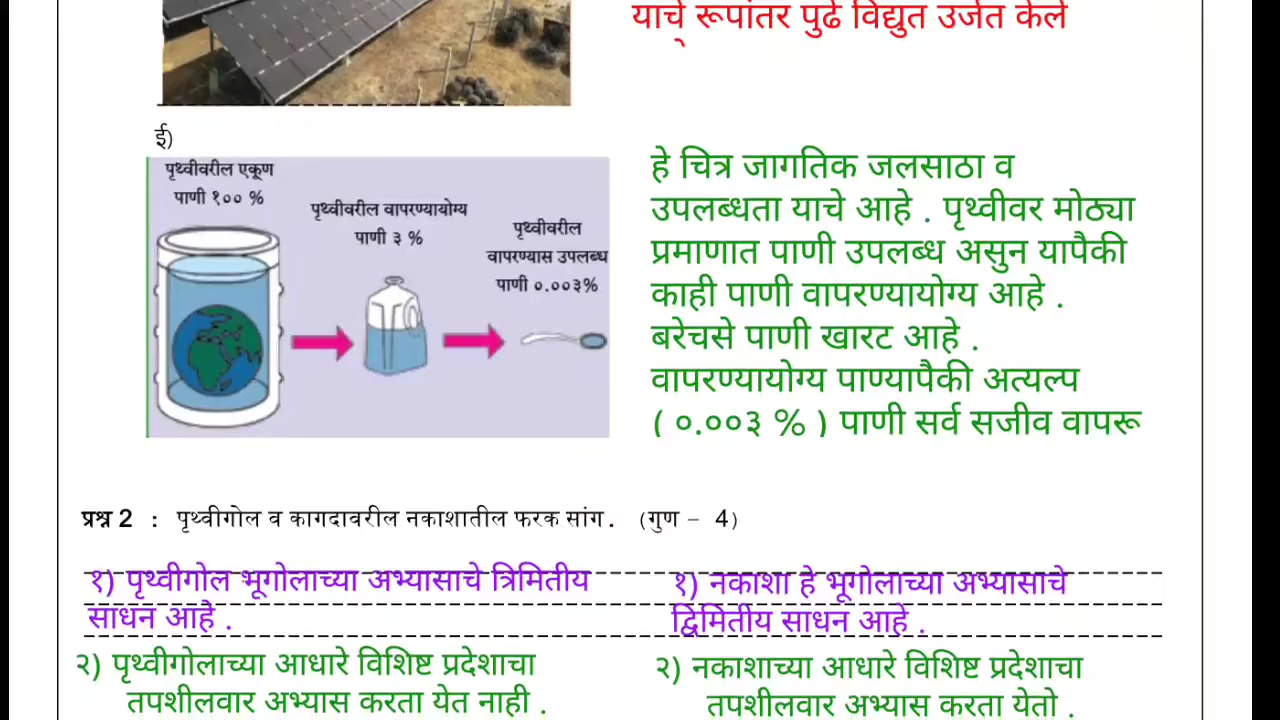 याचे रूपांतर पुढे विद्युत उर्जेत केले
ई)
पृथ्वीवरील एकूण
पाणी १०० %
पृथ्वीवरील वापरण्यायोग्य
पाणी ३ %
पृथ्वीवरील
वापरण्यास उपलब्ध
पाणी ०.००३%
हे चित्र जागतिक जलसाठा व
उपलब्धता याचे आहे . पृथ्वीवर मोठ्या
प्रमाणात पाणी उपलब्ध असुन यापैकी
काही पाणी वापरण्यायोग्य आहे .
बरेचसे पाणी खारट आहे .
वापरण्यायोग्य पाण्यापैकी अत्यल्प
( ०.००३ % ) पाणी सर्व सजीव वापरू
प्रश्न 2 : पृथ्वीगोल व कागदावरील नकाशातील फरक सांग. (गुण – 4)
१) पृथ्वीगोल भूगोलाच्या अभ्यासाचे त्रिमितीय
साधन आहे .
१) नकाशा हे भूगोलाच्या अभ्यासाचे
द्विमितीय साधन आहे .
२) पृथ्वीगोलाच्या आधारे विशिष्ट प्रदेशाचा
तपशीलवार अभ्यास करता येत नाही .
२) नकाशाच्या आधारे विशिष्ट प्रदेशाचा
तपशीलवार अभ्यास करता येतो .